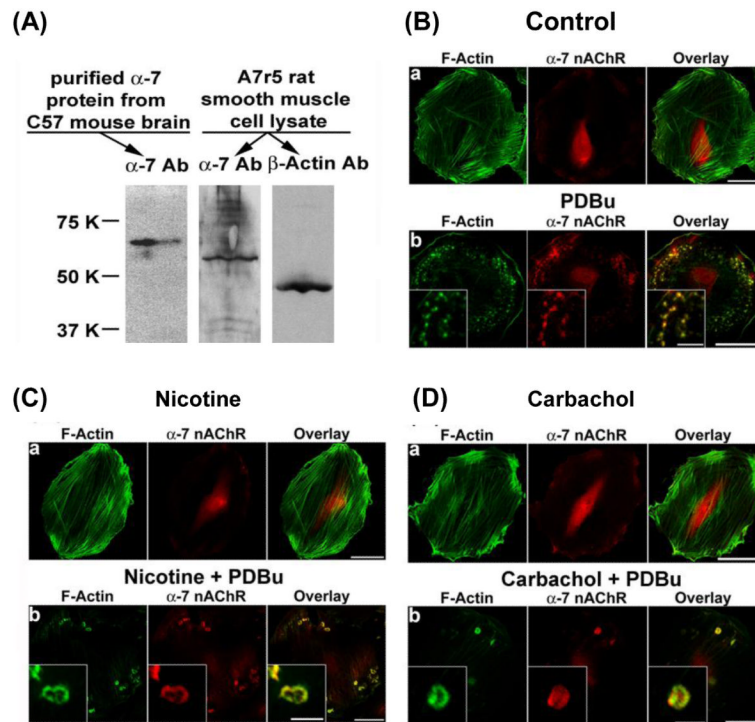 (A)
purified α-7
protein from
C57 mouse brain
A7r5 rat
smooth muscle
cell lysate
α-7 Ab
α-7 Ab
β-Actin Ab
75 K
50 K
37 K
(B)
Control
F-Actin
α-7 nAChR
Overlay
a
PDBu
F-Actin
α-7 nAChR
Overlay
b
(C)
Nicotine
F-Actin
α-7 nAChR
Overlay
a
Nicotine + PDBu
F-Actin
α-7 nAChR
Overlay
b
(D)
Carbachol
F-Actin
α-7 nAChR
Overlay
a
Carbachol + PDBu
F-Actin
α-7 nAChR
Overlay
b